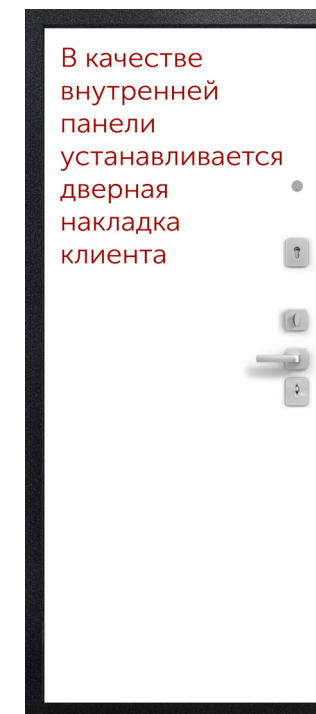 В качестве
внутренней
панели
устанавливается
дверная
накладка
клиента